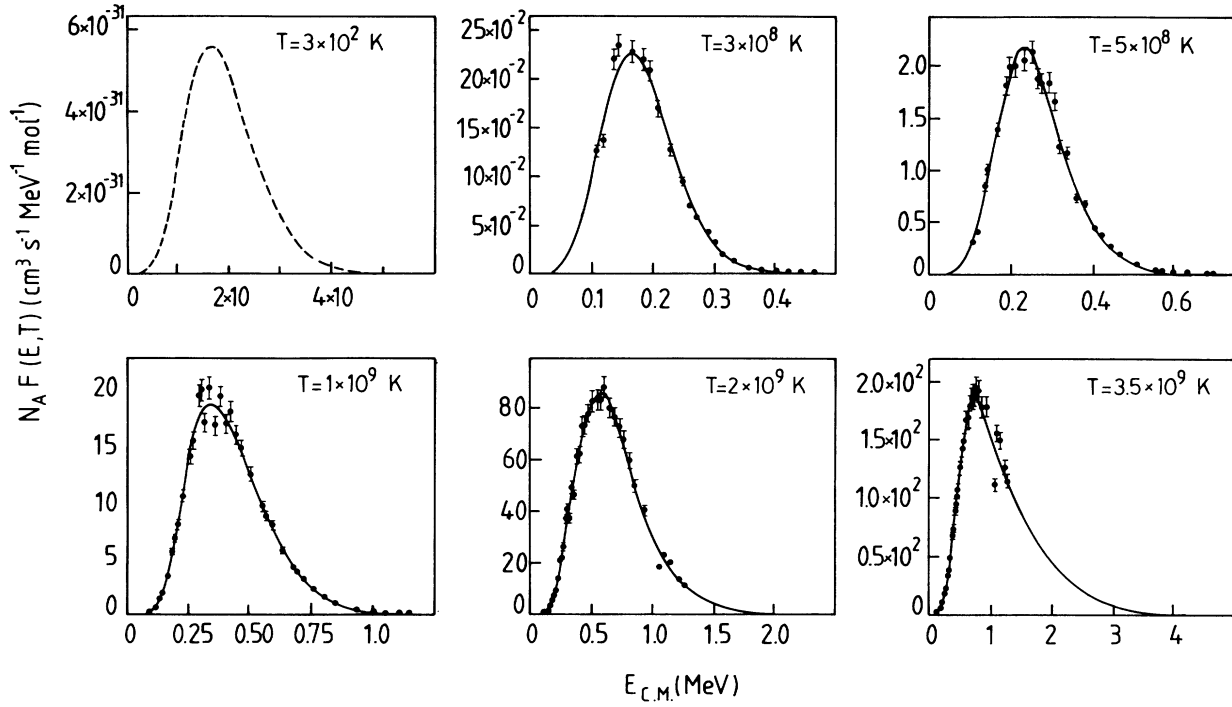 N_A F (E,T) (cm³ s⁻¹ MeV⁻¹ mol⁻¹)
T=3×10² K
6×10⁻³¹
4×10⁻³¹
2×10⁻³¹
0
0 2×10 4×10
T=3×10⁸ K
25×10⁻²
20×10⁻²
15×10⁻²
10×10⁻²
5×10⁻²
0
0 0.1 0.2 0.3 0.4
T=5×10⁸ K
2.0
1.5
1.0
0.5
0
0 0.2 0.4 0.6
T=1×10⁹ K
20
15
10
5
0
0 0.25 0.50 0.75 1.0
T=2×10⁹ K
80
60
40
20
0
0 0.5 1.0 1.5 2.0
T=3.5×10⁹ K
2.0×10²
1.5×10²
1.0×10²
0.5×10²
0
0 1 2 3 4
E_C.M. (MeV)